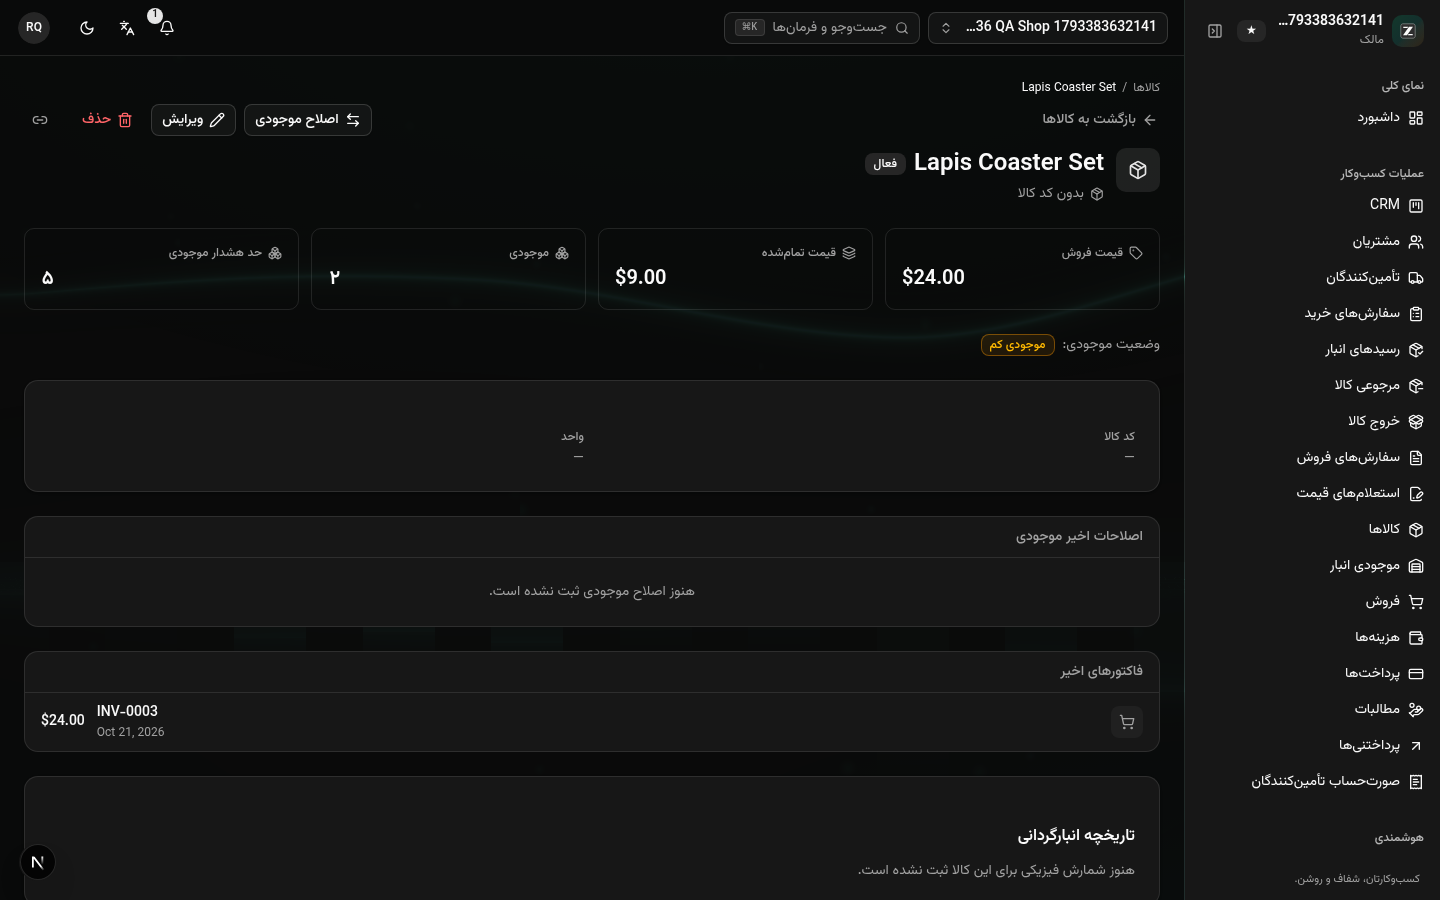 793383632141...
مالک
نمای کلی
داشبورد
عملیات کسب‌وکار
CRM
مشتریان
تأمین‌کنندگان
سفارش‌های خرید
رسیدهای انبار
مرجوعی کالا
خروج کالا
سفارش‌های فروش
استعلام‌های قیمت
کالاها
موجودی انبار
فروش
هزینه‌ها
پرداخت‌ها
مطالبات
پرداختنی‌ها
صورت‌حساب تأمین‌کنندگان
هوشمندی
کسب‌وکارتان، شفاف و روشن.
...36 QA Shop 1793383632141
جست‌وجو و فرمان‌ها ⌘K
1
RQ
کالاها / Lapis Coaster Set
بازگشت به کالاها
اصلاح موجودی
ویرایش
حذف
Lapis Coaster Set فعال
بدون کد کالا
قیمت فروش
$24.00
قیمت تمام‌شده
$9.00
موجودی
۲
حد هشدار موجودی
۵
وضعیت موجودی: موجودی کم
کد کالا
—
واحد
—
اصلاحات اخیر موجودی
هنوز اصلاح موجودی ثبت نشده است.
فاکتورهای اخیر
INV-0003
Oct 21, 2026
$24.00
تاریخچه انبارگردانی
هنوز شمارش فیزیکی برای این کالا ثبت نشده است.